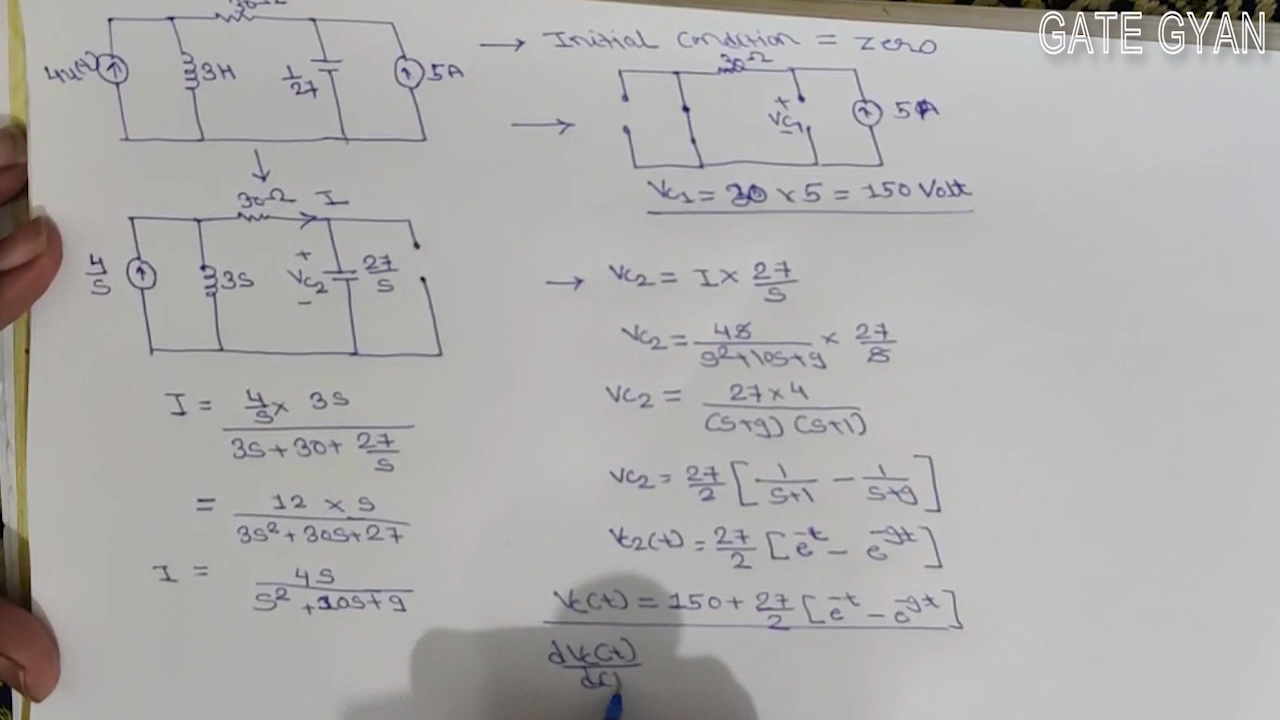 GATE GYAN
30Ω
4u(t)
3H
1/27
5A
→ Initial Condition = Zero
30Ω
+
VC1
-
5A
VC1 = 30 × 5 = 150 Volt
30Ω I
4/S
3S
+
VC2
-
27/S
I = 4/S × 3S / 3S + 30 + 27/S
= 12 × S / 3S² + 30S + 27
I = 4S / S² + 10S + 9
→ VC2 = I × 27/S
VC2 = 4S / S² + 10S + 9 × 27/S
VC2 = 27 × 4 / (S+9) (S+1)
VC2 = 27/2 [1/S+1 - 1/S+9]
Vc2(t) = 27/2 [e^-t - e^-9t]
Vc(t) = 150 + 27/2 [e^-t - e^-9t]
dVc(t)